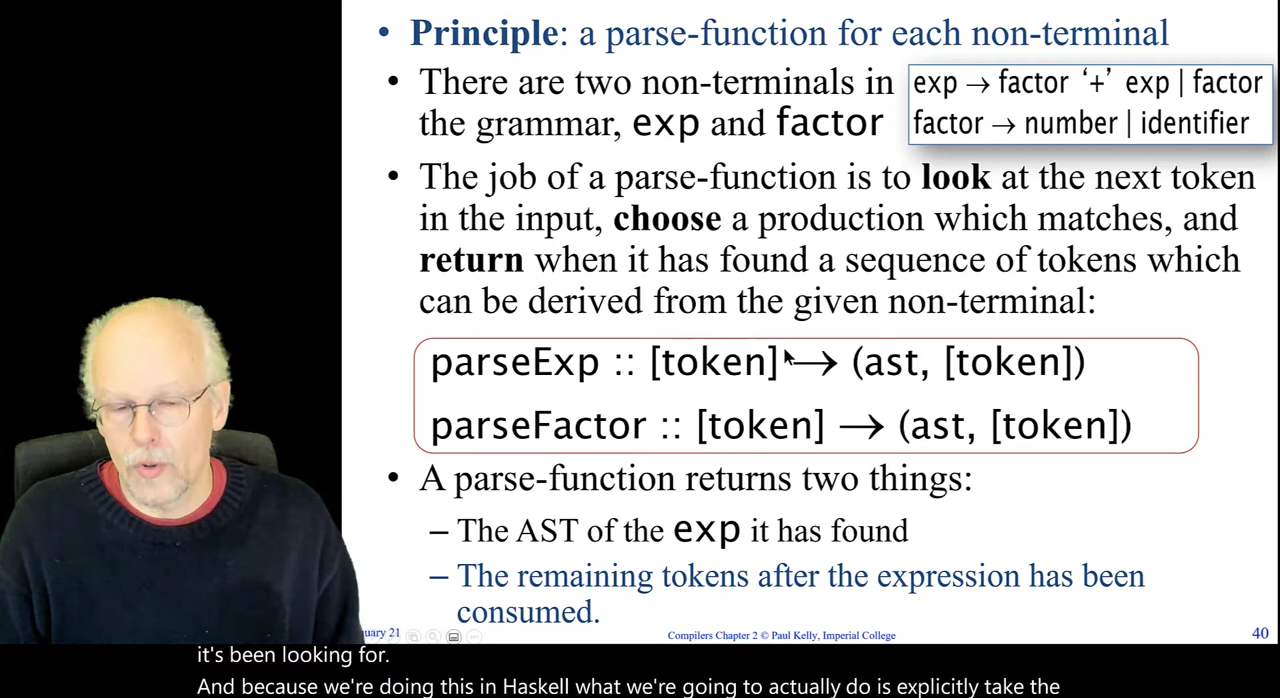 • Principle: a parse-function for each non-terminal
• There are two non-terminals in
the grammar, exp and factor
exp → factor ‘+’ exp | factor
factor → number | identifier
• The job of a parse-function is to look at the next token
in the input, choose a production which matches, and
return when it has found a sequence of tokens which
can be derived from the given non-terminal:
parseExp :: [token] → (ast, [token])
parseFactor :: [token] → (ast, [token])
• A parse-function returns two things:
– The AST of the exp it has found
– The remaining tokens after the expression has been
consumed.
uary 21
Compilers Chapter 2 © Paul Kelly, Imperial College
40
it's been looking for.
And because we're doing this in Haskell what we're going to actually do is explicitly take the